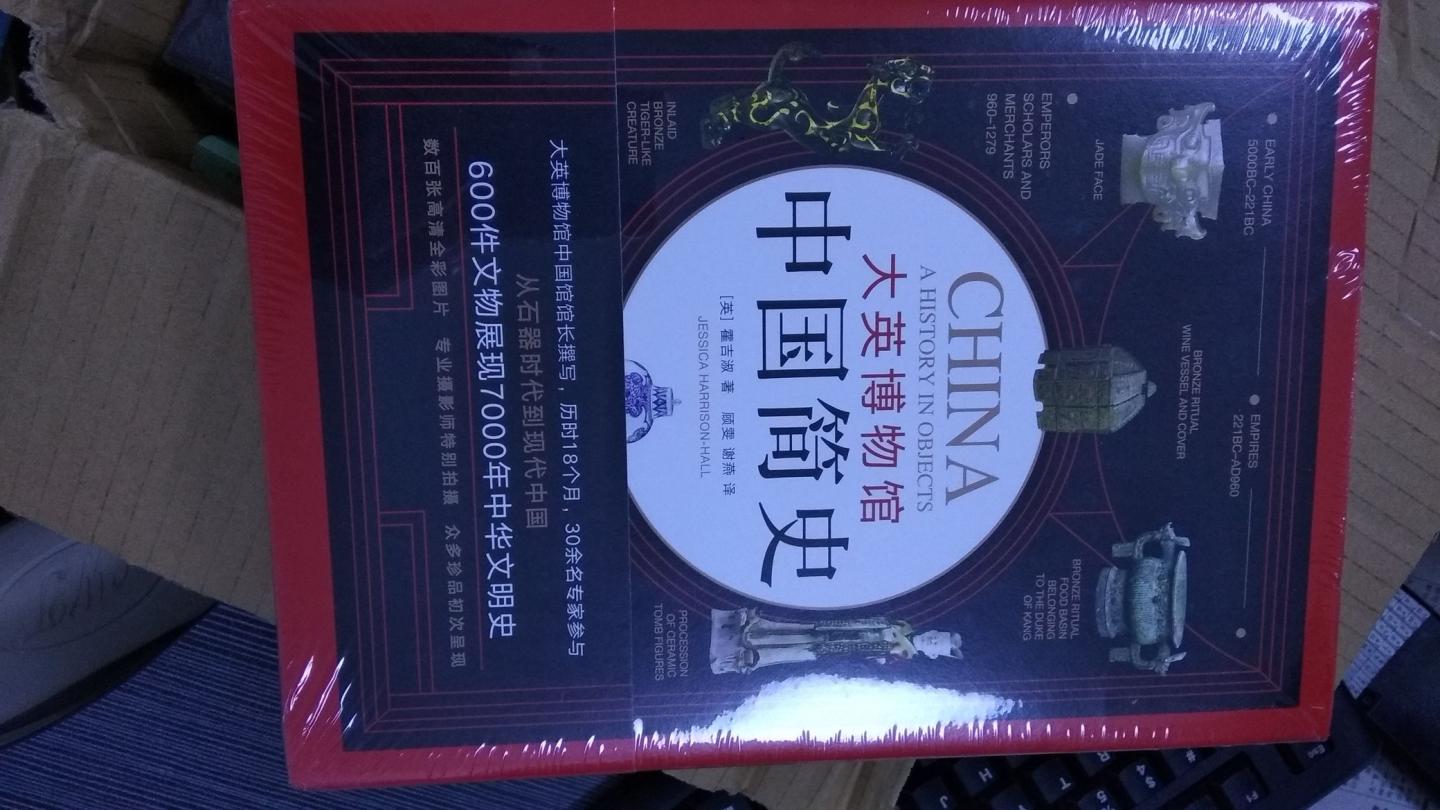 EARLY CHINA
5000BC–221BC
EMPIRES
221BC–AD960
BRONZE RITUAL
WINE VESSEL AND COVER
JADE FACE
BRONZE RITUAL
FOOD BASIN
BELONGING
TO THE DUKE
OF KANG
EMPERORS
SCHOLARS AND
MERCHANTS
960–1279
CHINA
A HISTORY IN OBJECTS
大英博物馆
中国简史
[英] 霍吉淑 著 顾雯 谢燕 译
JESSICA HARRISON-HALL
INLAID
BRONZE
TIGER-LIKE
CREATURE
PROCESSION
OF CERAMIC
TOMB FIGURES
大英博物馆中国馆馆长撰写，历时18个月，30余名专家参与
从石器时代到现代中国
600件文物展现7000年中华文明史
数百张高清全彩图片 专业摄影师特别拍摄 众多珍品初次呈现
Esc
F1
#
$4
%5
R
T
H
J